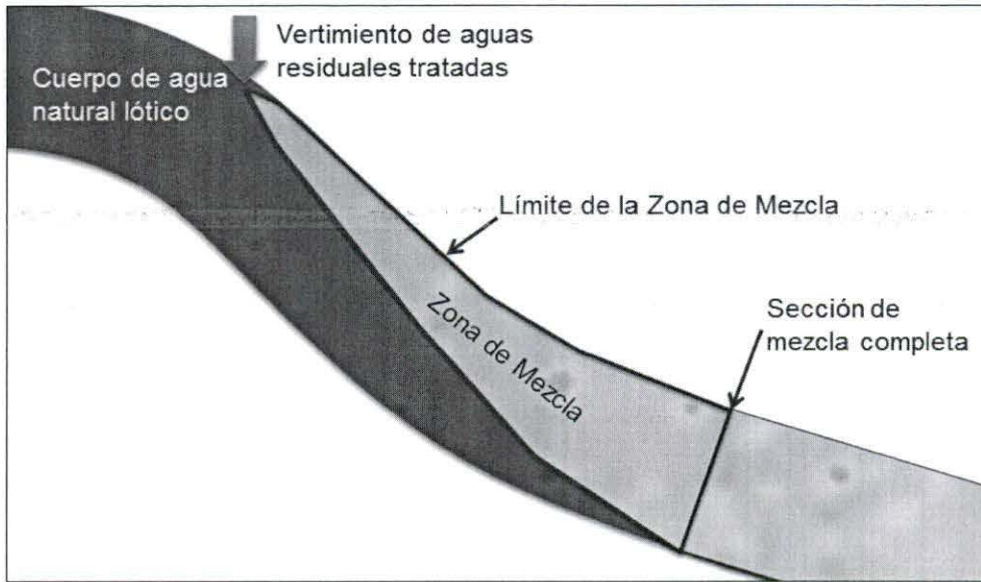 Vertimiento de aguas
residuales tratadas
Cuerpo de agua
natural lótico
Límite de la Zona de Mezcla
Zona de Mezcla
Sección de
mezcla completa